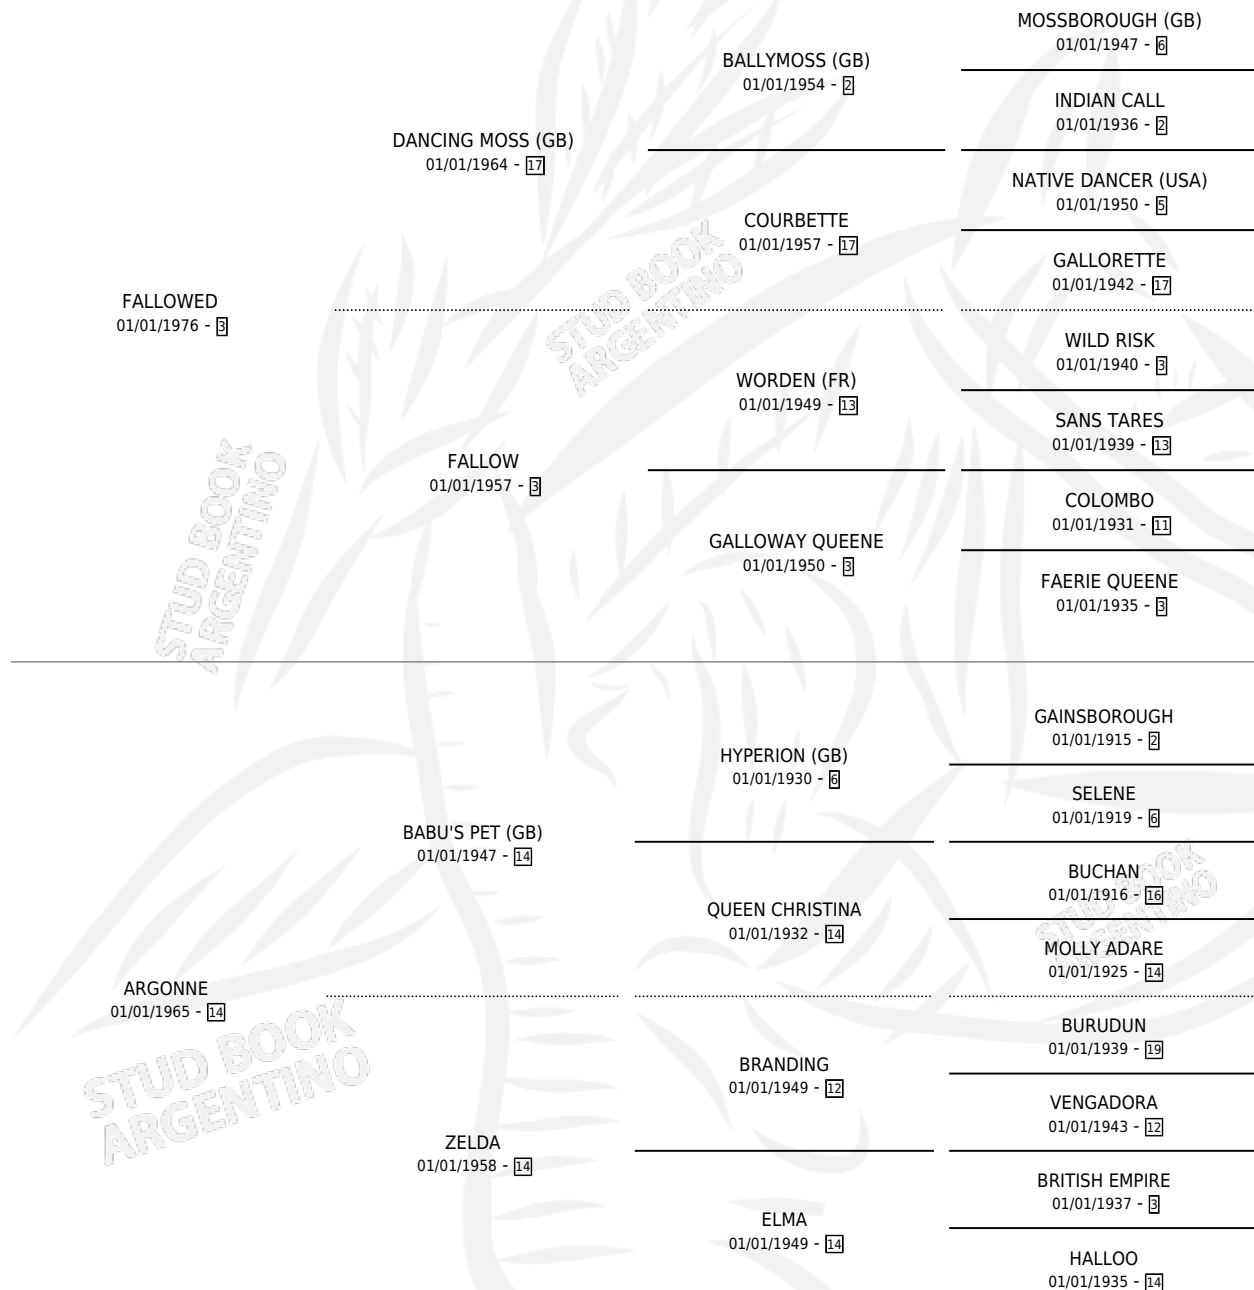 MOSSBOROUGH (GB)
01/01/1947 - 6
BALLYMOSS (GB)
01/01/1954 - 2
INDIAN CALL
01/01/1936 - 2
DANCING MOSS (GB)
01/01/1964 - 17
NATIVE DANCER (USA)
01/01/1950 - 5
COURBETTE
01/01/1957 - 17
GALLORETTE
01/01/1942 - 17
FALLOWED
01/01/1976 - 3
WILD RISK
01/01/1940 - 3
WORDEN (FR)
01/01/1949 - 13
SANS TARES
01/01/1939 - 13
FALLOW
01/01/1957 - 3
COLOMBO
01/01/1931 - 11
GALLOWAY QUEENE
01/01/1950 - 3
FAERIE QUEENE
01/01/1935 - 3
STUD BOOK
ARGENTINO
STUD BOOK
ARGENTINO
GAINSBOROUGH
01/01/1915 - 2
HYPERION (GB)
01/01/1930 - 6
SELENE
01/01/1919 - 6
BABU'S PET (GB)
01/01/1947 - 14
BUCHAN
01/01/1916 - 16
QUEEN CHRISTINA
01/01/1932 - 14
MOLLY ADARE
01/01/1925 - 14
ARGONNE
01/01/1965 - 14
BURUDUN
01/01/1939 - 19
BRANDING
01/01/1949 - 12
VENGADORA
01/01/1943 - 12
ZELDA
01/01/1958 - 14
BRITISH EMPIRE
01/01/1937 - 3
ELMA
01/01/1949 - 14
HALLOO
01/01/1935 - 14
STUD BOOK
ARGENTINO
STUD BOOK
ARGENTINO